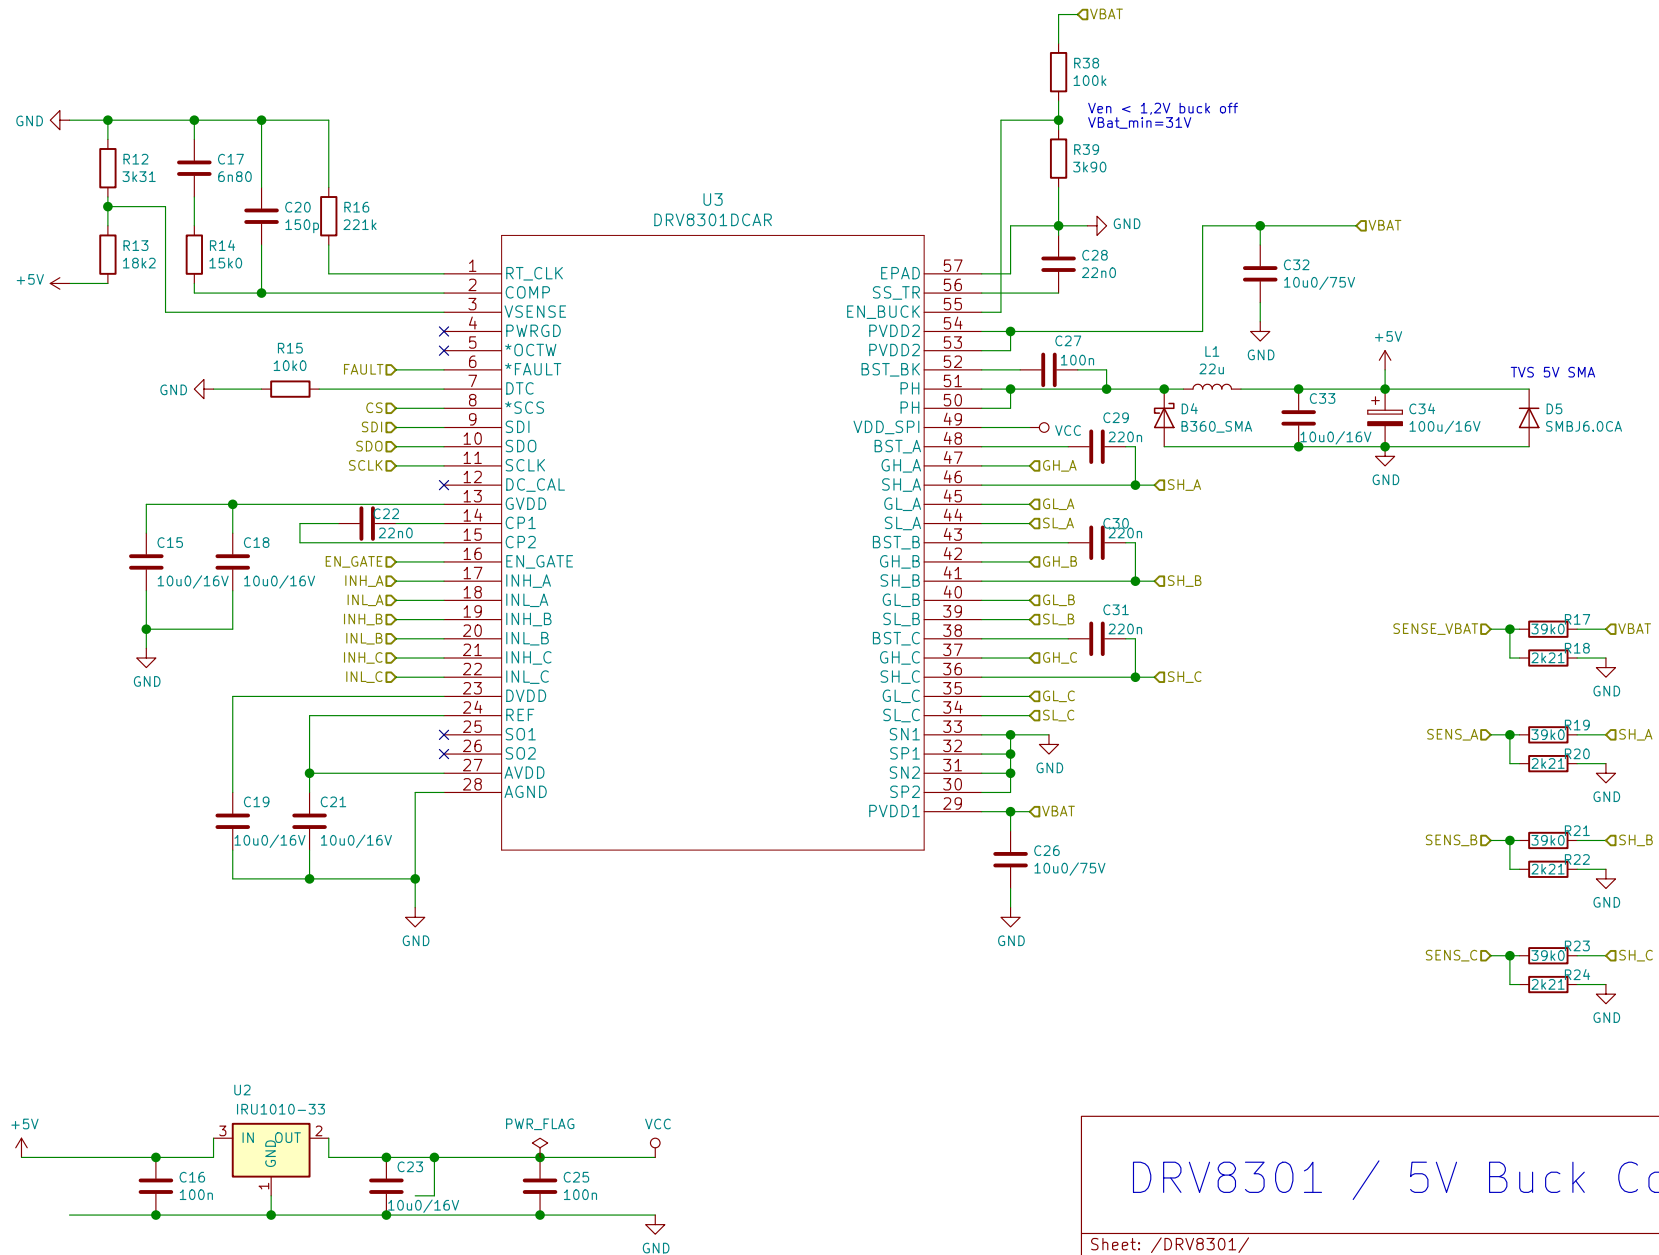 VBAT
R38
100k
Ven < 1,2V buck off
VBat_min=31V
R39
3k90
GND
C28
22n0
GND
R12
3k31
C17
6n80
C20
150p
R16
221k
R13
18k2
R14
15k0
+5V
U3
DRV8301DCAR
VBAT
C32
10u0/75V
GND
R15
10k0
GND
FAULT
CS
SDI
SDO
SCLK
1 RT_CLK
2 COMP
3 VSENSE
4 PWRGD
5 *OCTW
6 *FAULT
7 DTC
8 *SCS
9 SDI
10 SDO
11 SCLK
12 DC_CAL
13 GVDD
14 CP1
15 CP2
16 EN_GATE
17 INH_A
18 INL_A
19 INH_B
20 INL_B
21 INH_C
22 INL_C
23 DVDD
24 REF
25 SO1
26 SO2
27 AVDD
28 AGND
EPAD 57
SS_TR 56
EN_BUCK 55
PVDD2 54
PVDD2 53
BST_BK 52
PH 51
PH 50
VDD_SPI 49
BST_A 48
GH_A 47
SH_A 46
GL_A 45
SL_A 44
BST_B 43
GH_B 42
SH_B 41
GL_B 40
SL_B 39
BST_C 38
GH_C 37
SH_C 36
GL_C 35
SL_C 34
SN1 33
SP1 32
SN2 31
SP2 30
PVDD1 29
C27
100n
L1
22u
+5V
TVS 5V SMA
D4
B360_SMA
C33
10u0/16V
+
C34
100u/16V
D5
SMBJ6.0CA
GND
VCC
C29
220n
GH_A
SH_A
GL_A
SL_A
C30
220n
GH_B
SH_B
GL_B
SL_B
C31
220n
GH_C
SH_C
GL_C
SL_C
GND
VBAT
C26
10u0/75V
GND
C22
22n0
C15
10u0/16V
C18
10u0/16V
GND
EN_GATE
INH_A
INL_A
INH_B
INL_B
INH_C
INL_C
C19
10u0/16V
C21
10u0/16V
GND
SENSE_VBAT
39k0
R17
VBAT
2k21
R18
GND
SENS_A
39k0
R19
SH_A
2k21
R20
GND
SENS_B
39k0
R21
SH_B
2k21
R22
GND
SENS_C
39k0
R23
SH_C
2k21
R24
GND
U2
IRU1010-33
+5V
3 IN OUT 2
GND
1
PWR_FLAG
VCC
C16
100n
C23
10u0/16V
C25
100n
GND
DRV8301 / 5V Buck Co
Sheet: /DRV8301/